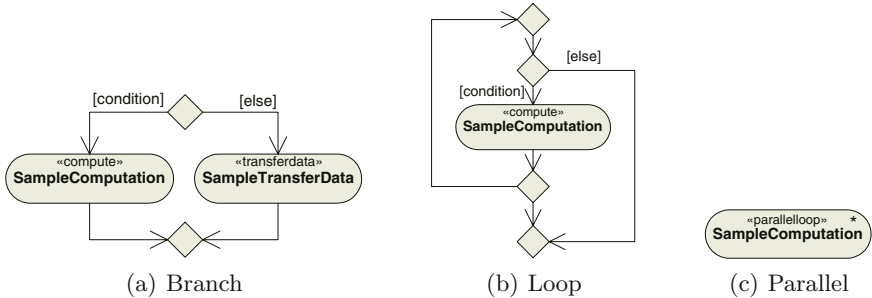 [condition]
[else]
«compute»
SampleComputation
«transferdata»
SampleTransferData
(a) Branch
[else]
[condition]
«compute»
SampleComputation
(b) Loop
«parallelloop» *
SampleComputation
(c) Parallel